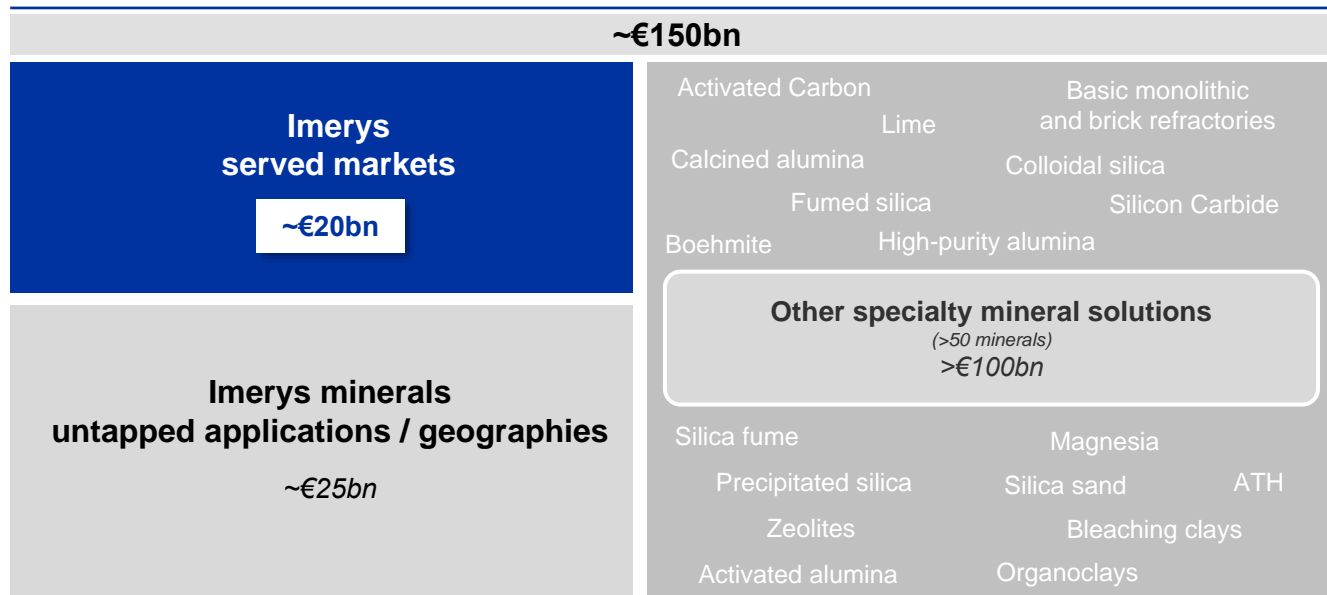 ~€150bn
Imerys
served markets
~€20bn
Imerys minerals
untapped applications / geographies
~€25bn
Activated Carbon
Basic monolithic
and brick refractories
Lime
Calcined alumina
Colloidal silica
Fumed silica
Silicon Carbide
Boehmite
High-purity alumina
Other specialty mineral solutions
(>50 minerals)
>€100bn
Silica fume
Magnesia
Precipitated silica
Silica sand
ATH
Zeolites
Bleaching clays
Activated alumina
Organoclays